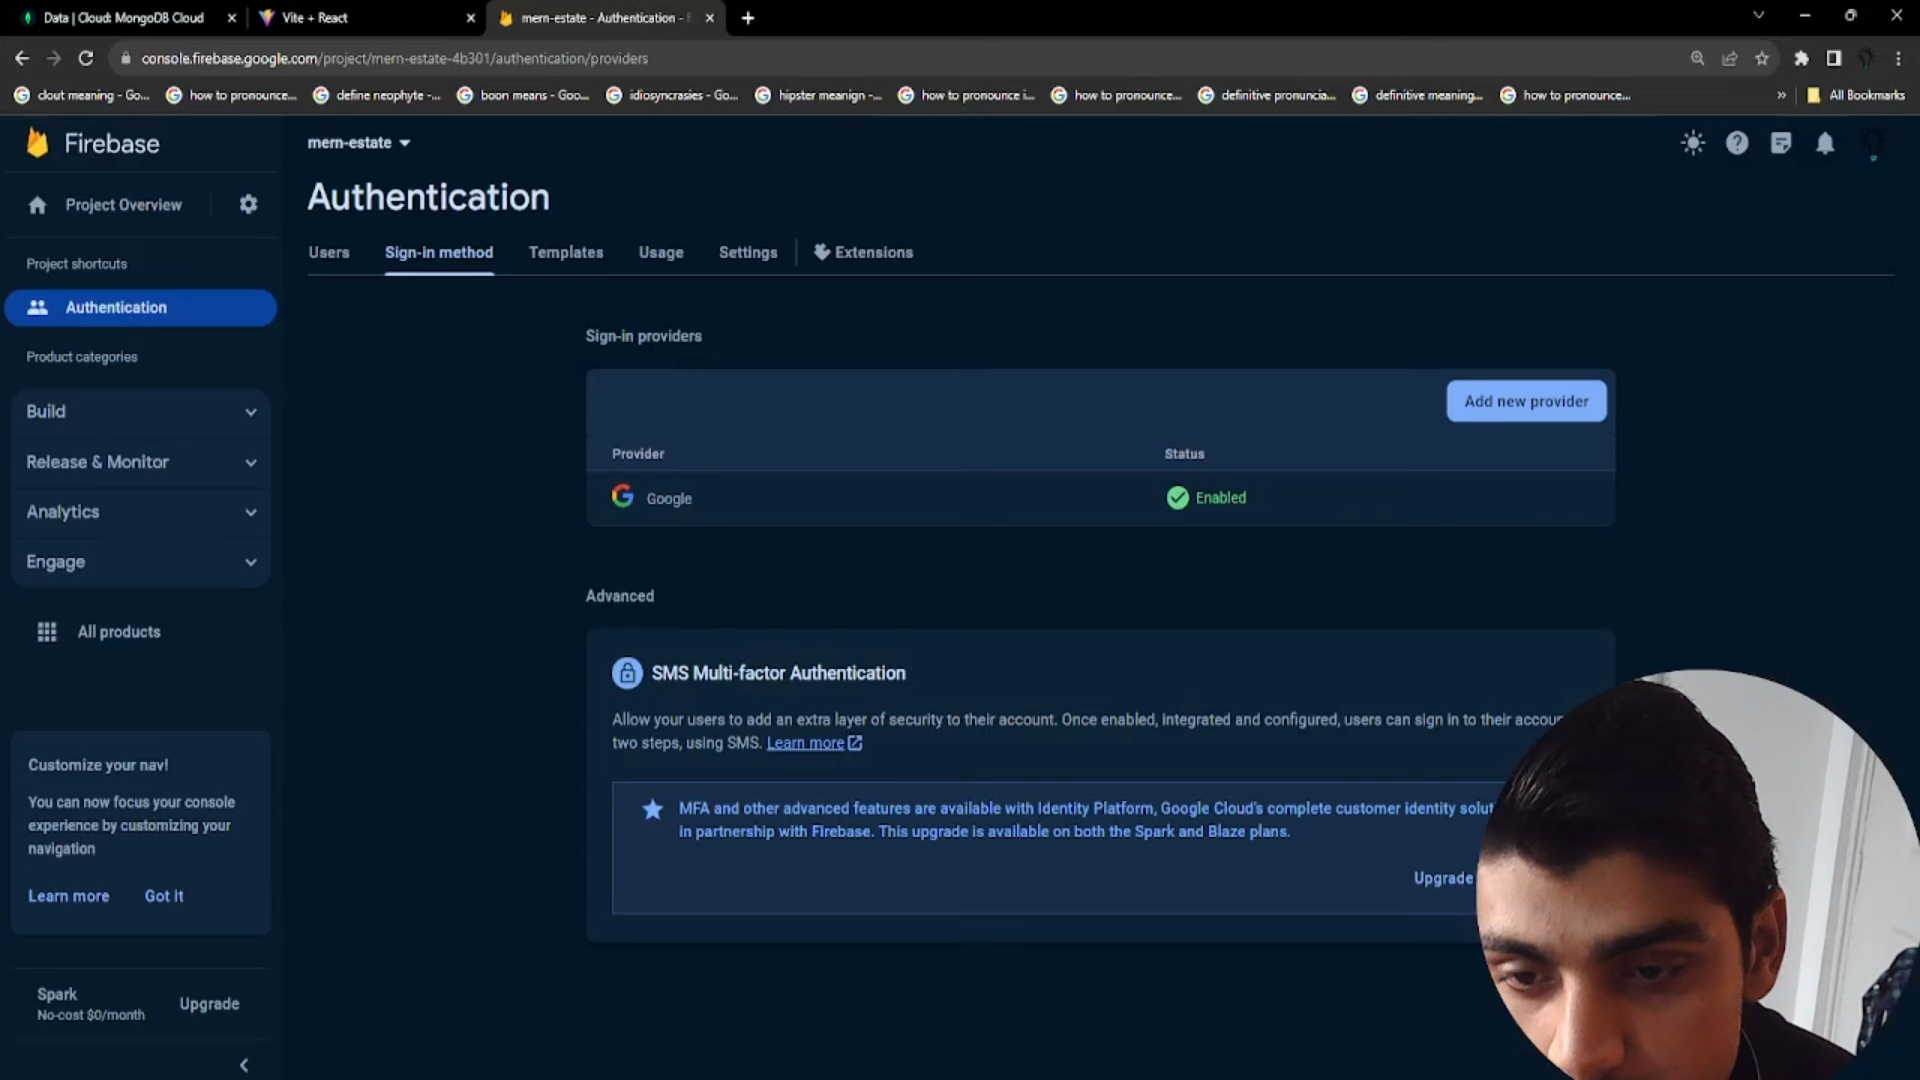 Data | Cloud: MongoDB Cloud
Vite + React
mern-estate - Authentication -
console.firebase.google.com/project/mern-estate-4b301/authentication/providers
clout meaning - Go...
how to pronounce...
define neophyte -...
boon means - Goo...
idiosyncrasies - Go...
hipster meanign -...
how to pronounce i...
how to pronounce...
definitive pronuncia...
definitive meaning...
how to pronounce...
»
All Bookmarks
Firebase
mern-estate
Project Overview
Authentication
Users
Sign-in method
Templates
Usage
Settings
Extensions
Project shortcuts
Authentication
Product categories
Build
Release & Monitor
Analytics
Engage
All products
Customize your nav!
You can now focus your console
experience by customizing your
navigation
Learn more
Got it
Spark
No-cost $0/month
Upgrade
Sign-in providers
Add new provider
Provider
Status
Google
Enabled
Advanced
SMS Multi-factor Authentication
Allow your users to add an extra layer of security to their account. Once enabled, integrated and configured, users can sign in to their
two steps, using SMS. Learn more
MFA and other advanced features are available with Identity Platform, Google Cloud's complete customer identity
in partnership with Firebase. This upgrade is available on both the Spark and Blaze plans.
Upgrade